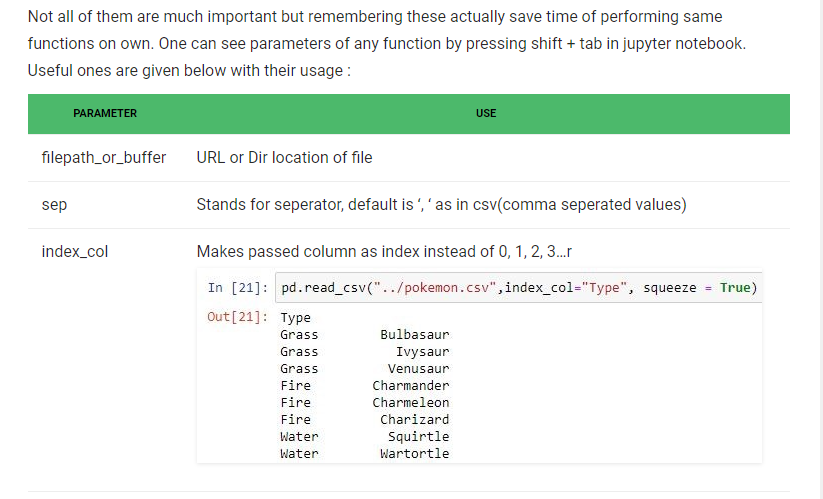 Not all of them are much important but remembering these actually save time of performing same
functions on own. One can see parameters of any function by pressing shift + tab in jupyter notebook.
Useful ones are given below with their usage :
PARAMETER USE
filepath_or_buffer URL or Dir location of file
sep Stands for seperator, default is ‘, ‘ as in csv(comma seperated values)
index_col Makes passed column as index instead of 0, 1, 2, 3…r
In [21]: pd.read_csv("../pokemon.csv",index_col="Type", squeeze = True)
Out[21]: Type
Grass Bulbasaur
Grass Ivysaur
Grass Venusaur
Fire Charmander
Fire Charmeleon
Fire Charizard
Water Squirtle
Water Wartortle